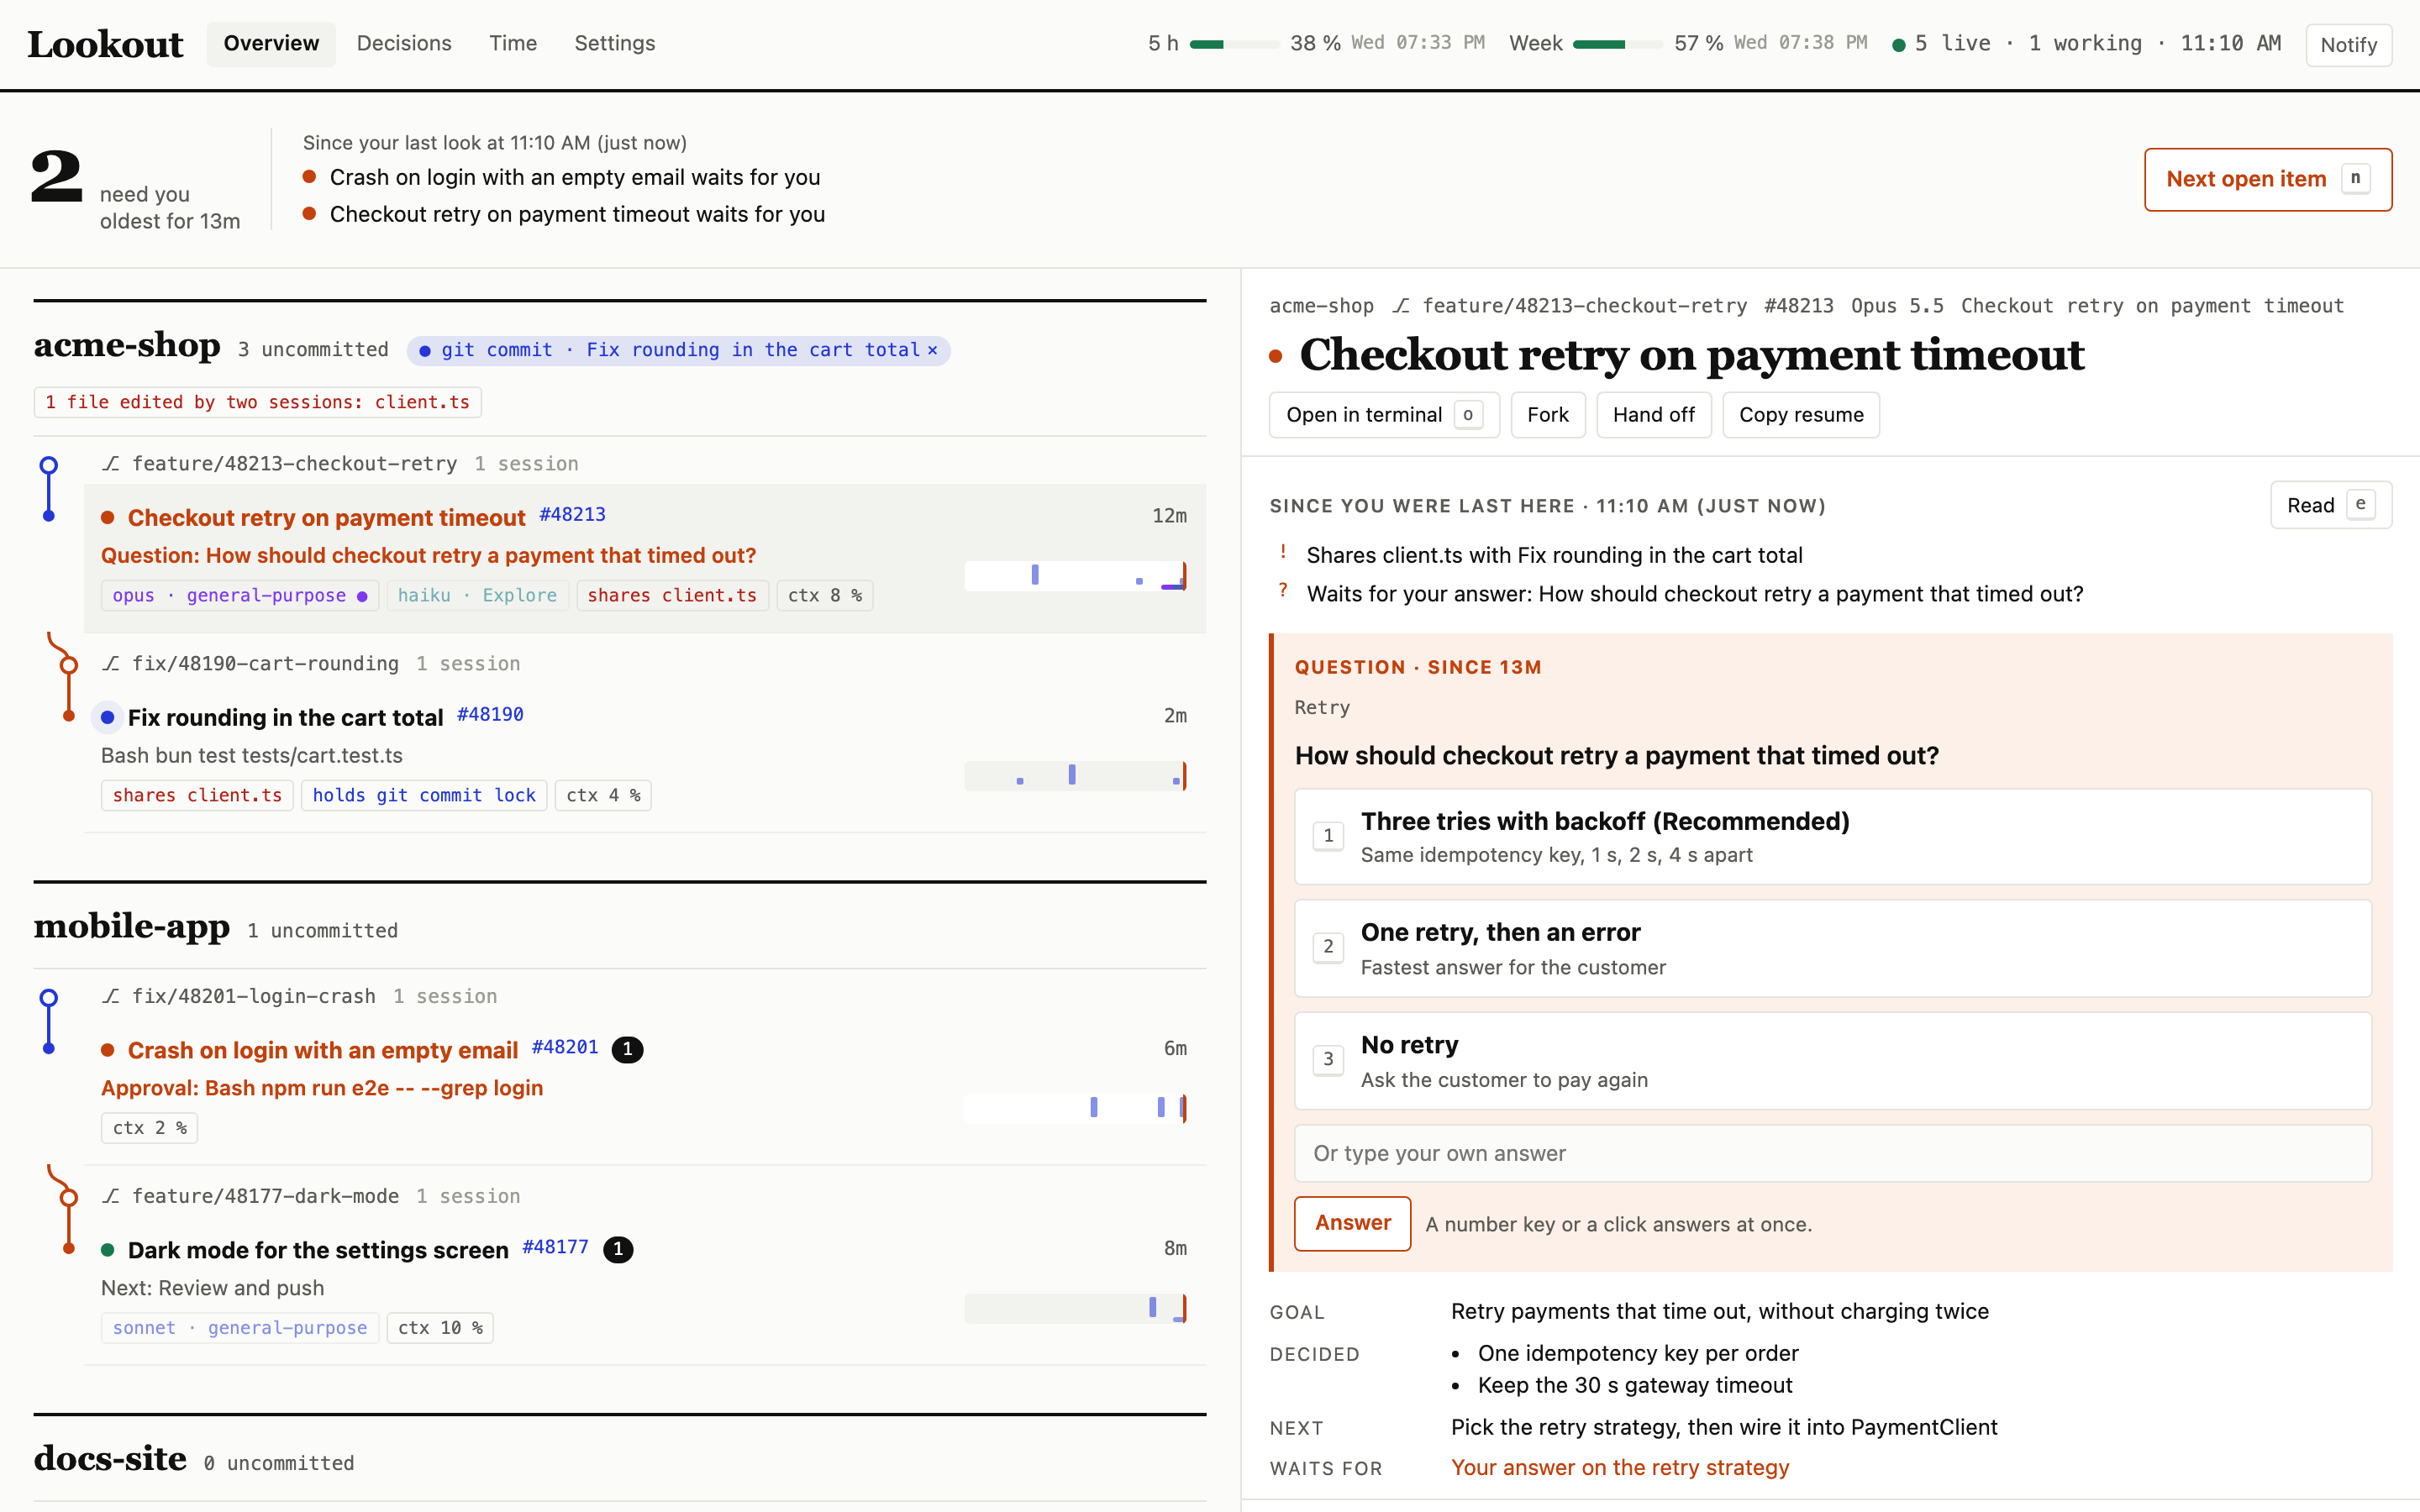 Lookout Overview Decisions Time Settings 5 h 38 % Wed 07:33 PM Week 57 % Wed 07:38 PM 5 live · 1 working · 11:10 AM Notify
2 need you
oldest for 13m
Since your last look at 11:10 AM (just now)
Crash on login with an empty email waits for you
Checkout retry on payment timeout waits for you
Next open item n
acme-shop 3 uncommitted git commit · Fix rounding in the cart total ×
1 file edited by two sessions: client.ts
feature/48213-checkout-retry 1 session
Checkout retry on payment timeout #48213 12m
Question: How should checkout retry a payment that timed out?
opus · general-purpose haiku · Explore shares client.ts ctx 8 %
fix/48190-cart-rounding 1 session
Fix rounding in the cart total #48190 2m
Bash bun test tests/cart.test.ts
shares client.ts holds git commit lock ctx 4 %
mobile-app 1 uncommitted
fix/48201-login-crash 1 session
Crash on login with an empty email #48201 1 6m
Approval: Bash npm run e2e -- --grep login
ctx 2 %
feature/48177-dark-mode 1 session
Dark mode for the settings screen #48177 1 8m
Next: Review and push
sonnet · general-purpose ctx 10 %
docs-site 0 uncommitted
acme-shop feature/48213-checkout-retry #48213 Opus 5.5 Checkout retry on payment timeout
Checkout retry on payment timeout
Open in terminal o Fork Hand off Copy resume
SINCE YOU WERE LAST HERE · 11:10 AM (JUST NOW) Read e
! Shares client.ts with Fix rounding in the cart total
? Waits for your answer: How should checkout retry a payment that timed out?
QUESTION · SINCE 13M
Retry
How should checkout retry a payment that timed out?
1 Three tries with backoff (Recommended)
Same idempotency key, 1 s, 2 s, 4 s apart
2 One retry, then an error
Fastest answer for the customer
3 No retry
Ask the customer to pay again
Or type your own answer
Answer A number key or a click answers at once.
GOAL Retry payments that time out, without charging twice
DECIDED • One idempotency key per order
• Keep the 30 s gateway timeout
NEXT Pick the retry strategy, then wire it into PaymentClient
WAITS FOR Your answer on the retry strategy